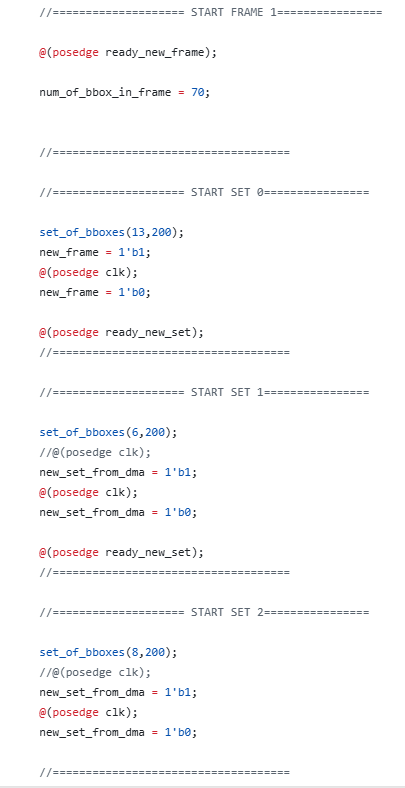 //==================== START FRAME 1================
@(posedge ready_new_frame);
num_of_bbox_in_frame = 70;
//====================================
//==================== START SET 0================
set_of_bboxes(13,200);
new_frame = 1'b1;
@(posedge clk);
new_frame = 1'b0;
@(posedge ready_new_set);
//====================================
//==================== START SET 1================
set_of_bboxes(6,200);
//@(posedge clk);
new_set_from_dma = 1'b1;
@(posedge clk);
new_set_from_dma = 1'b0;
@(posedge ready_new_set);
//====================================
//==================== START SET 2================
set_of_bboxes(8,200);
//@(posedge clk);
new_set_from_dma = 1'b1;
@(posedge clk);
new_set_from_dma = 1'b0;
//====================================